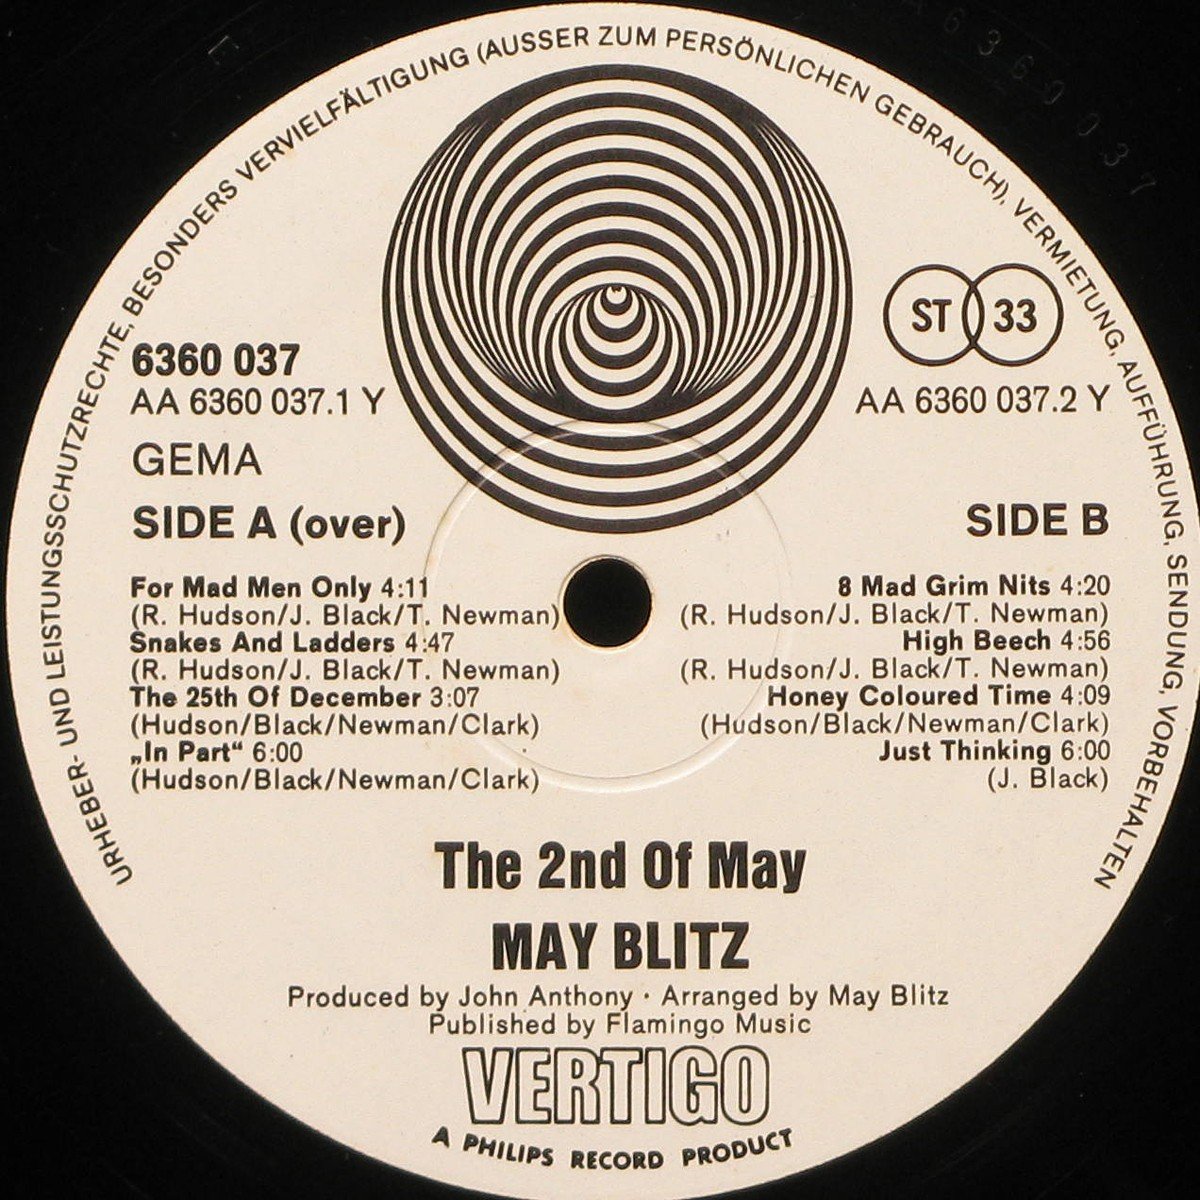 URHEBER- UND LEISTUNGSSCHUTZRECHTE, BESONDERS VERVIELFÄLTIGUNG (AUSSER ZUM PERSÖNLICHEN GEBRAUCH), VERMIETUNG, AUFFÜHRUNG, SENDUNG, VORBEHALTEN
6360 037
ST 33
6360 037
AA 6360 037.1 Y
AA 6360 037.2 Y
GEMA
SIDE A (over)
For Mad Men Only 4:11
(R. Hudson/J. Black/T. Newman)
Snakes And Ladders 4:47
(R. Hudson/J. Black/T. Newman)
The 25th Of December 3:07
(Hudson/Black/Newman/Clark)
„In Part“ 6:00
(Hudson/Black/Newman/Clark)
SIDE B
8 Mad Grim Nits 4:20
(R. Hudson/J. Black/T. Newman)
High Beech 4:56
(R. Hudson/J. Black/T. Newman)
Honey Coloured Time 4:09
(Hudson/Black/Newman/Clark)
Just Thinking 6:00
(J. Black)
The 2nd Of May
MAY BLITZ
Produced by John Anthony · Arranged by May Blitz
Published by Flamingo Music
VERTIGO
A PHILIPS RECORD PRODUCT